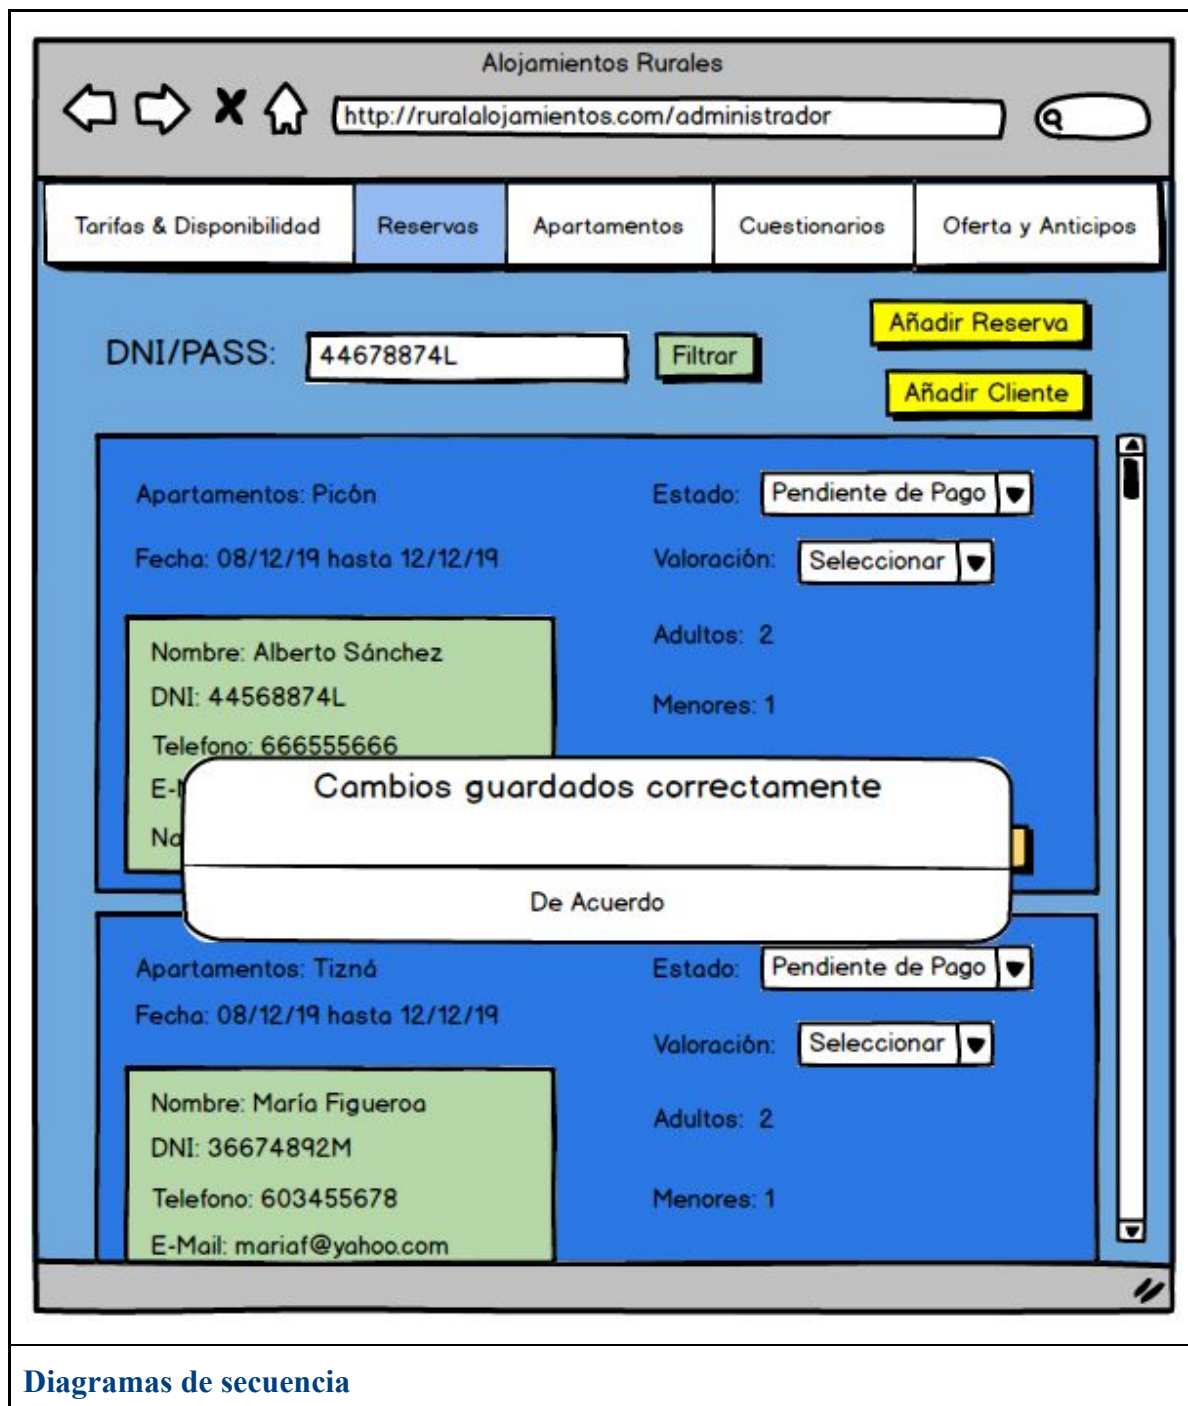 Alojamientos Rurales
http://ruralalojamientos.com/administrador
Tarifas & Disponibilidad Reservas Apartamentos Cuestionarios Oferta y Anticipos
Añadir Reserva
DNI/PASS: 44678874L Filtrar
Añadir Cliente
Apartamentos: Picón Estado: Pendiente de Pago
Fecha: 08/12/19 hasta 12/12/19 Valoración: Seleccionar
Adultos: 2
Nombre: Alberto Sánchez
DNI: 44568874L
Menores: 1
Telefono: 666555666
Cambios guardados correctamente
De Acuerdo
Apartamentos: Tizná Estado: Pendiente de Pago
Fecha: 08/12/19 hasta 12/12/19
Valoración: Seleccionar
Nombre: María Figueroa
Adultos: 2
DNI: 36674892M
Telefono: 603455678 Menores: 1
E-Mail: mariaf@yahoo.com
Diagramas de secuencia